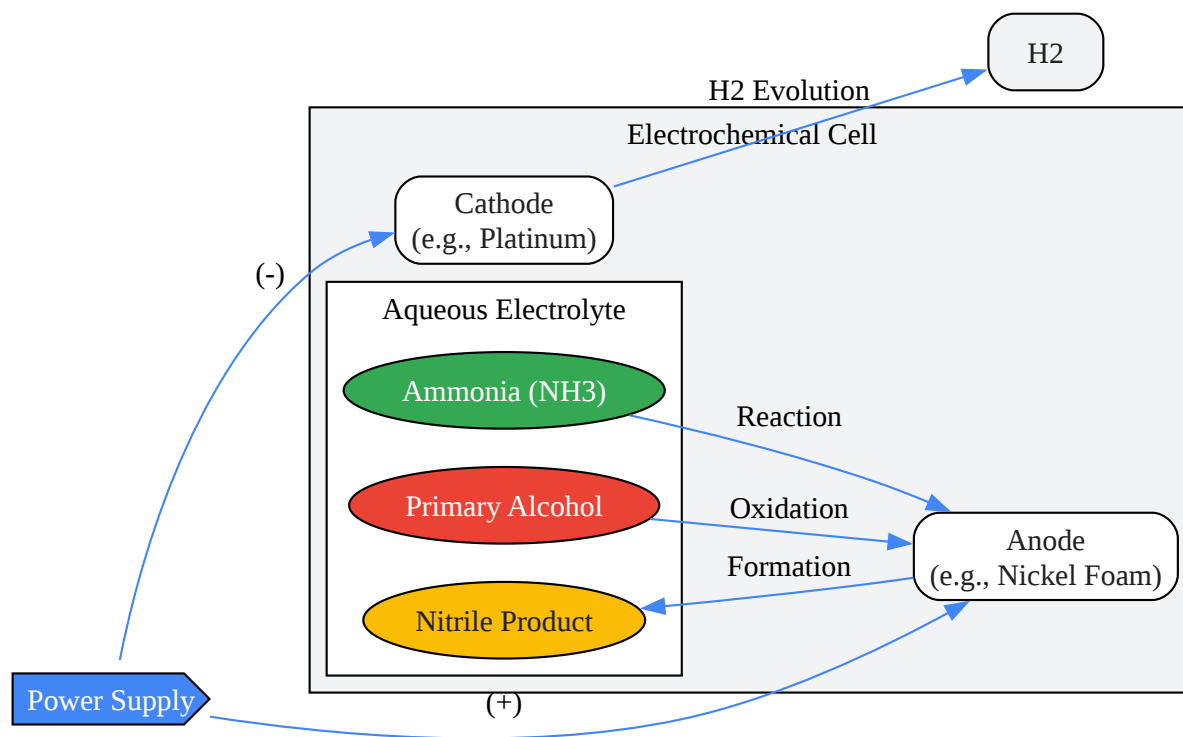 H2
H2 Evolution
Electrochemical Cell
Cathode
(e.g., Platinum)
(-)
Aqueous Electrolyte
Ammonia (NH3)
Reaction
Primary Alcohol
Oxidation
Anode
(e.g., Nickel Foam)
Formation
Nitrile Product
Power Supply
(+)